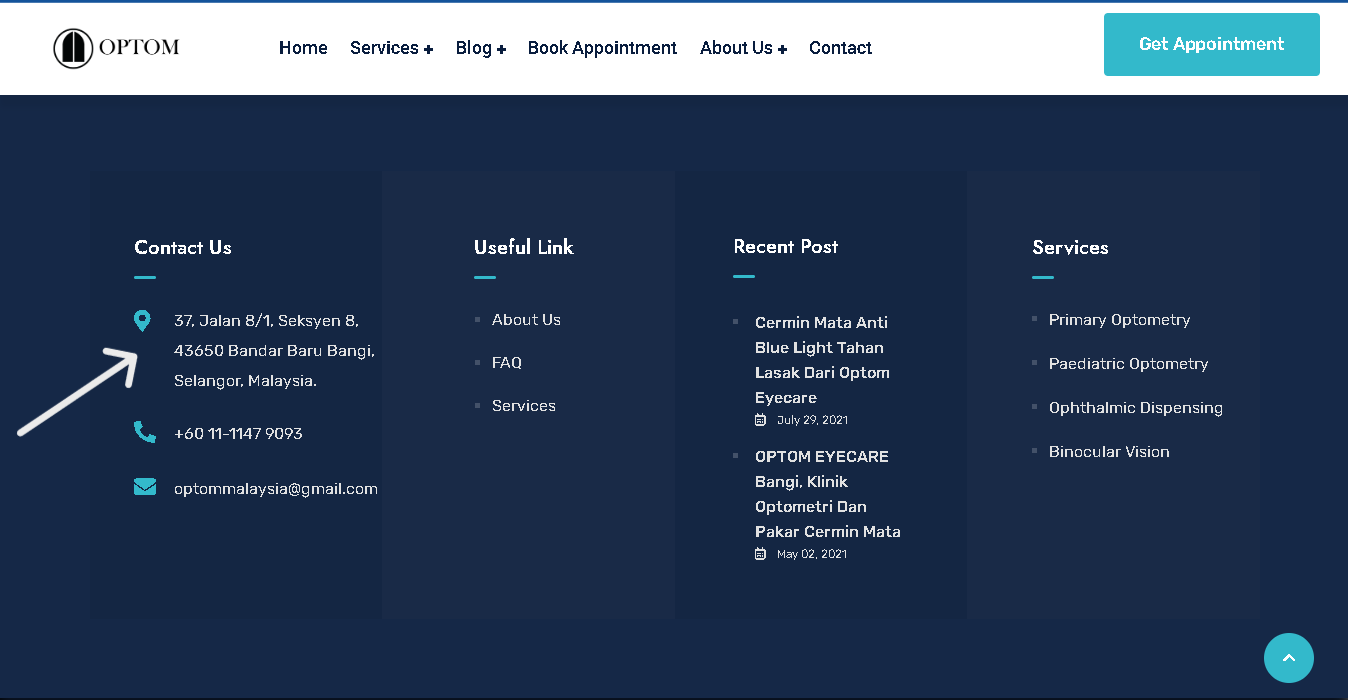 OPTOM
Home Services + Blog + Book Appointment About Us + Contact
Get Appointment
Contact Us
37, Jalan 8/1, Seksyen 8,
43650 Bandar Baru Bangi,
Selangor, Malaysia.
+60 11-1147 9093
optommalaysia@gmail.com
Useful Link
About Us
FAQ
Services
Recent Post
Cermin Mata Anti
Blue Light Tahan
Lasak Dari Optom
Eyecare
July 29, 2021
OPTOM EYECARE
Bangi, Klinik
Optometri Dan
Pakar Cermin Mata
May 02, 2021
Services
Primary Optometry
Paediatric Optometry
Ophthalmic Dispensing
Binocular Vision